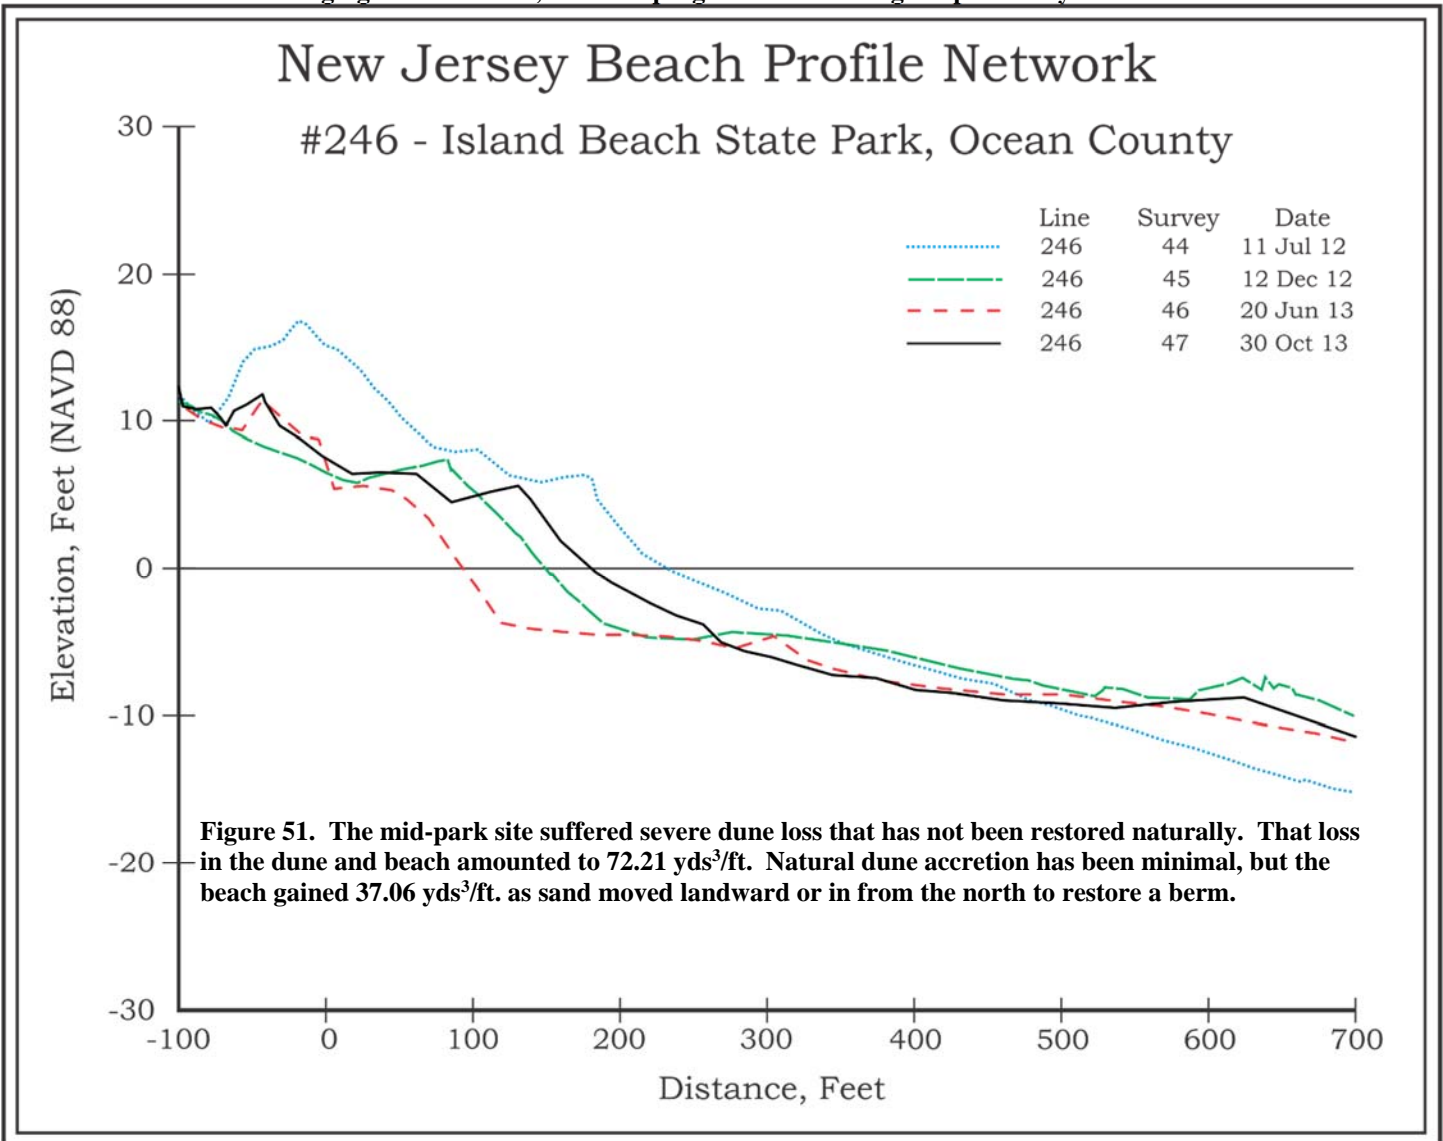 New Jersey Beach Profile Network
#246 - Island Beach State Park, Ocean County
Line Survey Date
246 44 11 Jul 12
246 45 12 Dec 12
246 46 20 Jun 13
246 47 30 Oct 13
Elevation, Feet (NAVD 88)
30
20
10
0
-10
-20
-30
Figure 51. The mid-park site suffered severe dune loss that has not been restored naturally. That loss
in the dune and beach amounted to 72.21 yds³/ft. Natural dune accretion has been minimal, but the
beach gained 37.06 yds³/ft. as sand moved landward or in from the north to restore a berm.
-100 0 100 200 300 400 500 600 700
Distance, Feet